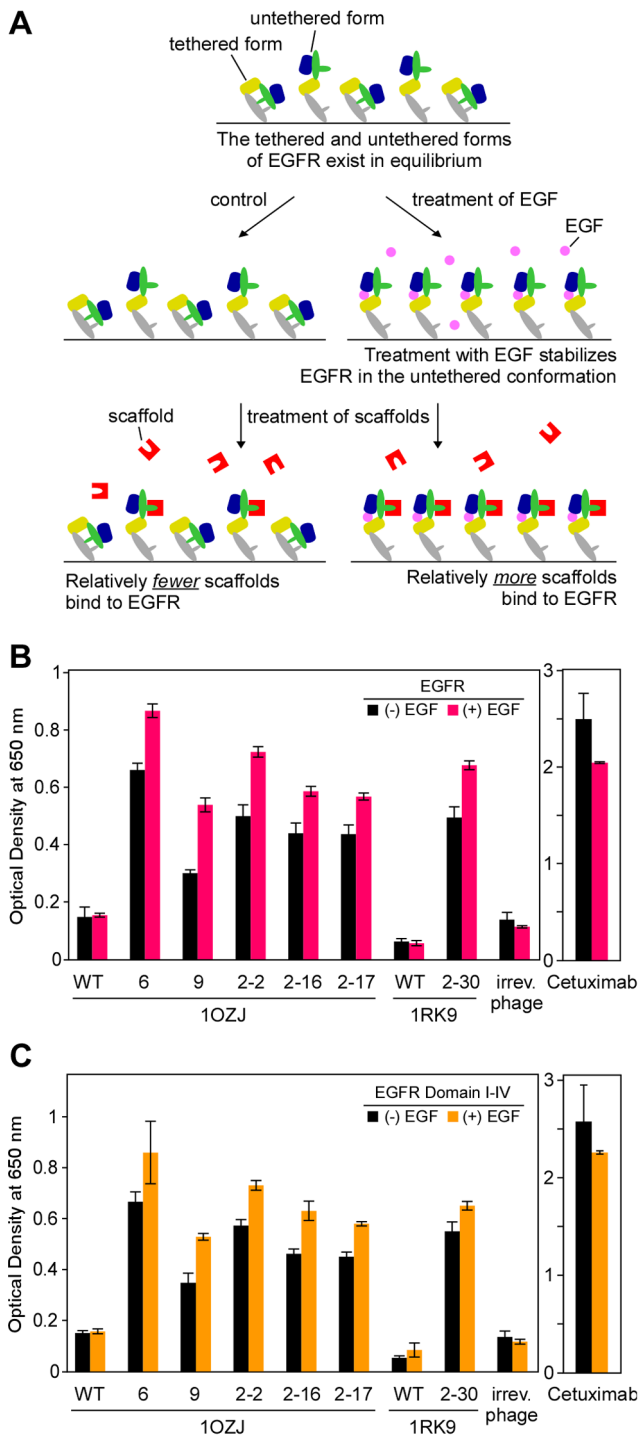 A
untethered form
tethered form
The tethered and untethered forms
of EGFR exist in equilibrium
control
treatment of EGF
EGF
Treatment with EGF stabilizes
EGFR in the untethered conformation
scaffold
treatment of scaffolds
Relatively fewer scaffolds
bind to EGFR
Relatively more scaffolds
bind to EGFR
B
Optical Density at 650 nm
1
0.8
0.6
0.4
0.2
0
EGFR
(-) EGF (+) EGF
3
2
1
0
WT 6 9 2-2 2-16 2-17 WT 2-30 irrev. phage Cetuximab
1OZJ 1RK9
C
Optical Density at 650 nm
1
0.8
0.6
0.4
0.2
0
EGFR Domain I-IV
(-) EGF (+) EGF
3
2
1
0
WT 6 9 2-2 2-16 2-17 WT 2-30 irrev. phage Cetuximab
1OZJ 1RK9